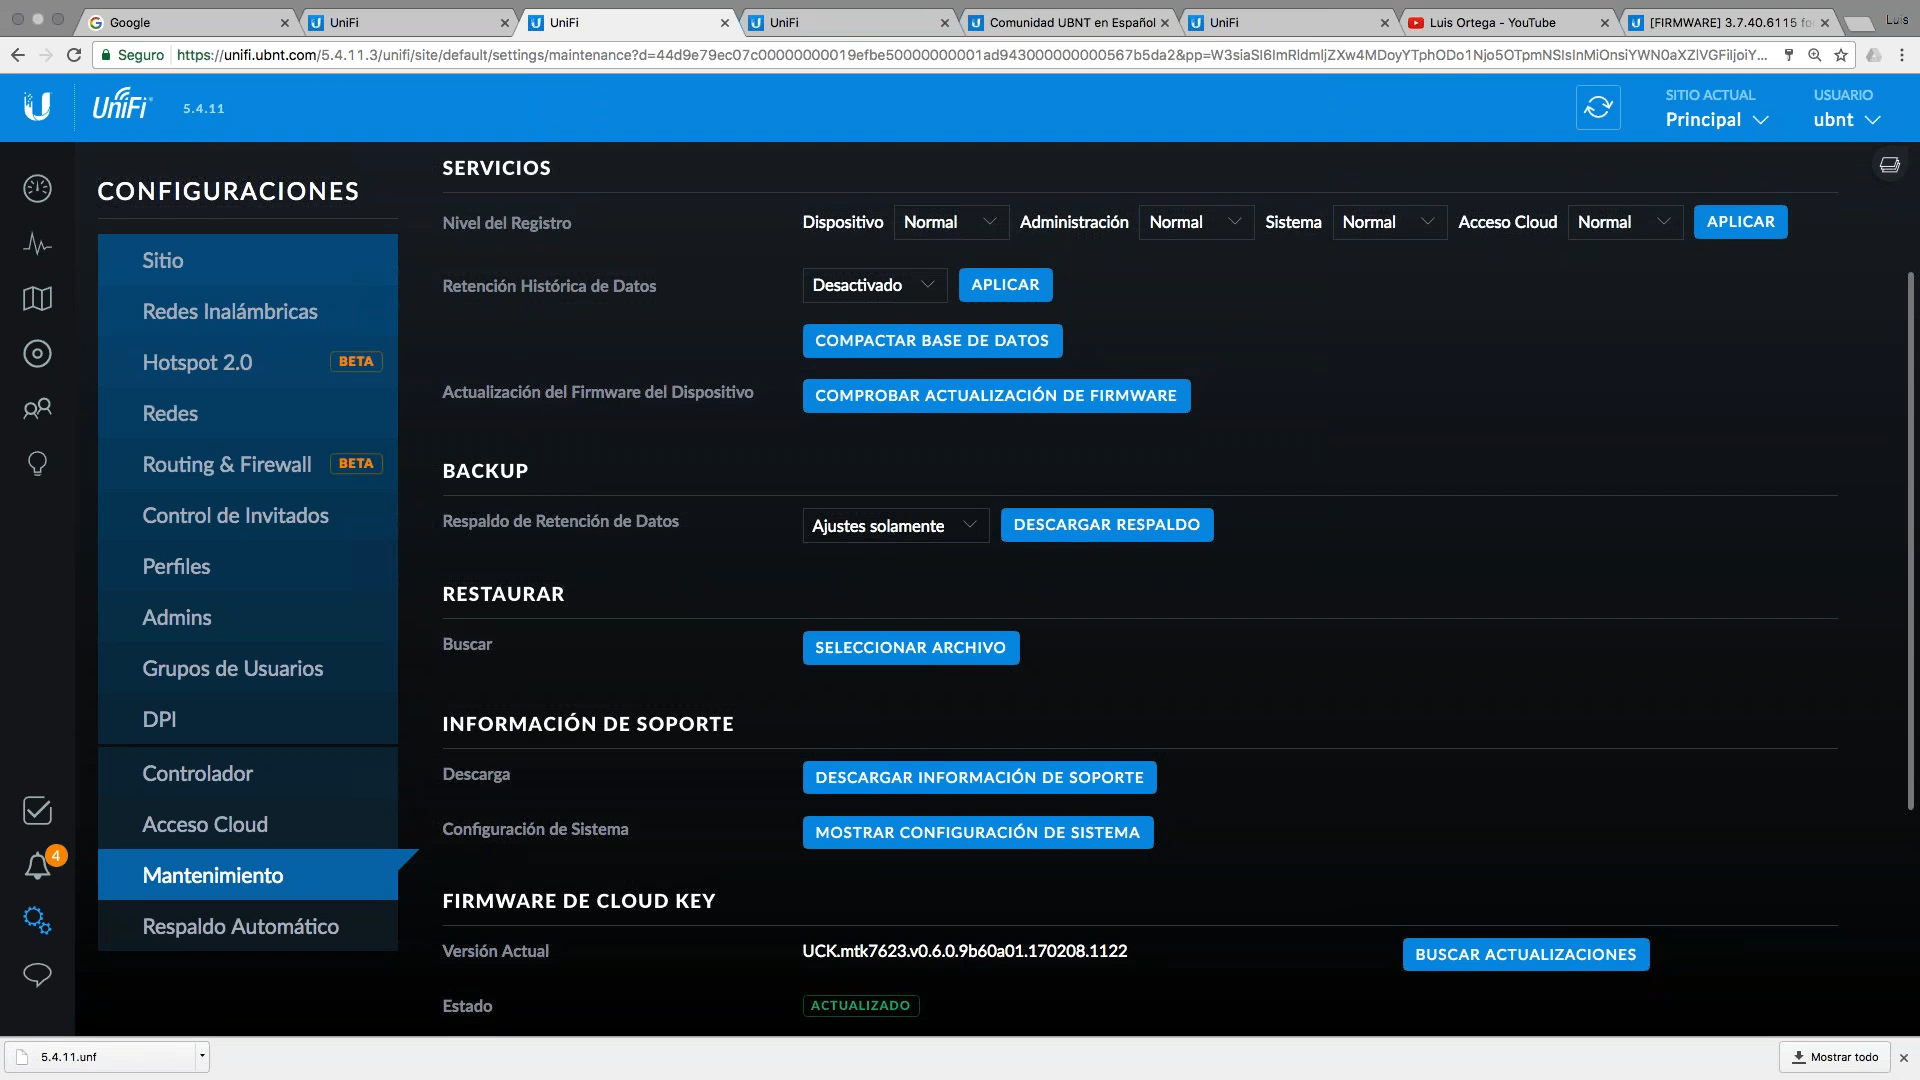 Google
UniFi
UniFi
UniFi
Comunidad UBNT en Español
UniFi
Luis Ortega - YouTube
[FIRMWARE] 3.7.40.6115 fo
Luis
Seguro
https://unifi.ubnt.com/5.4.11.3/unifi/site/default/settings/maintenance?d=44d9e79ec07c00000000019efbe50000000001ad943000000000567b5da2&pp=W3siaSI6ImRldmljZXw4MDoyYTphODo1Njo5OTpmNSIsInMiOnsiYWN0aXZlVGFiIjoiY...
UniFi
5.4.11
SITIO ACTUAL
Principal
USUARIO
ubnt
CONFIGURACIONES
Sitio
Redes Inalámbricas
Hotspot 2.0 BETA
Redes
Routing & Firewall BETA
Control de Invitados
Perfiles
Admins
Grupos de Usuarios
DPI
Controlador
Acceso Cloud
Mantenimiento
Respaldo Automático
4
SERVICIOS
Nivel del Registro Dispositivo Normal Administración Normal Sistema Normal Acceso Cloud Normal APLICAR
Retención Histórica de Datos Desactivado APLICAR
COMPACTAR BASE DE DATOS
Actualización del Firmware del Dispositivo COMPROBAR ACTUALIZACIÓN DE FIRMWARE
BACKUP
Respaldo de Retención de Datos Ajustes solamente DESCARGAR RESPALDO
RESTAURAR
Buscar SELECCIONAR ARCHIVO
INFORMACIÓN DE SOPORTE
Descarga DESCARGAR INFORMACIÓN DE SOPORTE
Configuración de Sistema MOSTRAR CONFIGURACIÓN DE SISTEMA
FIRMWARE DE CLOUD KEY
Versión Actual UCK.mtk7623.v0.6.0.9b60a01.170208.1122 BUSCAR ACTUALIZACIONES
Estado ACTUALIZADO
5.4.11.unf
Mostrar todo